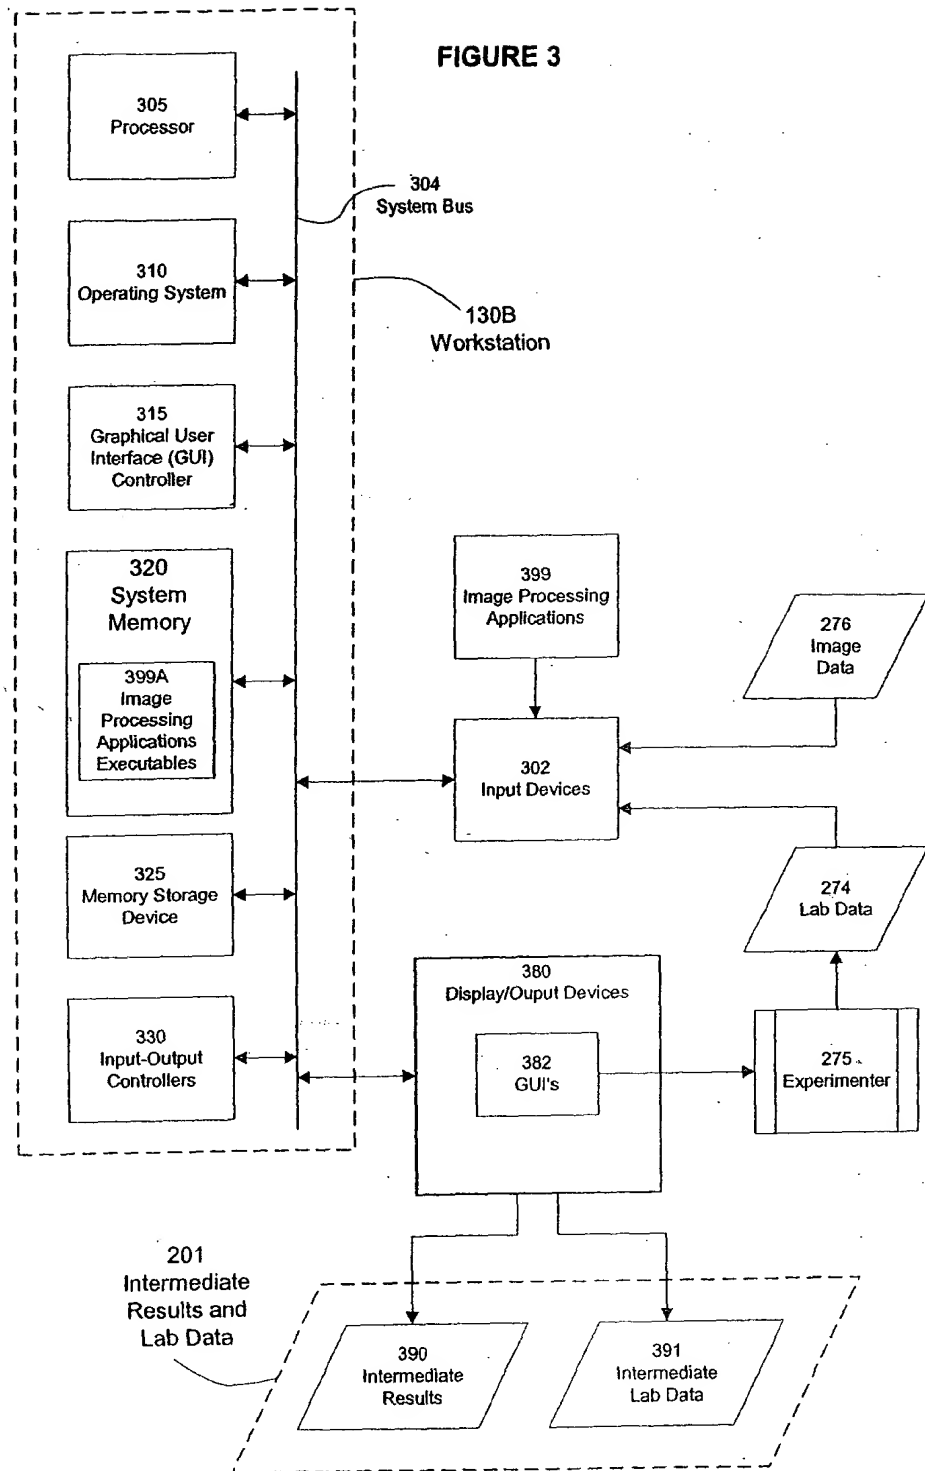 FIGURE 3
305
Processor
304
System Bus
310
Operating System
130B
Workstation
315
Graphical User
Interface (GUI)
Controller
320
System
Memory
399A
Image
Processing
Applications
Executables
399
Image Processing
Applications
276
Image
Data
302
Input Devices
325
Memory Storage
Device
274
Lab Data
380
Display/Ouput Devices
382
GUI's
275
Experimenter
330
Input-Output
Controllers
201
Intermediate
Results and
Lab Data
390
Intermediate
Results
391
Intermediate
Lab Data